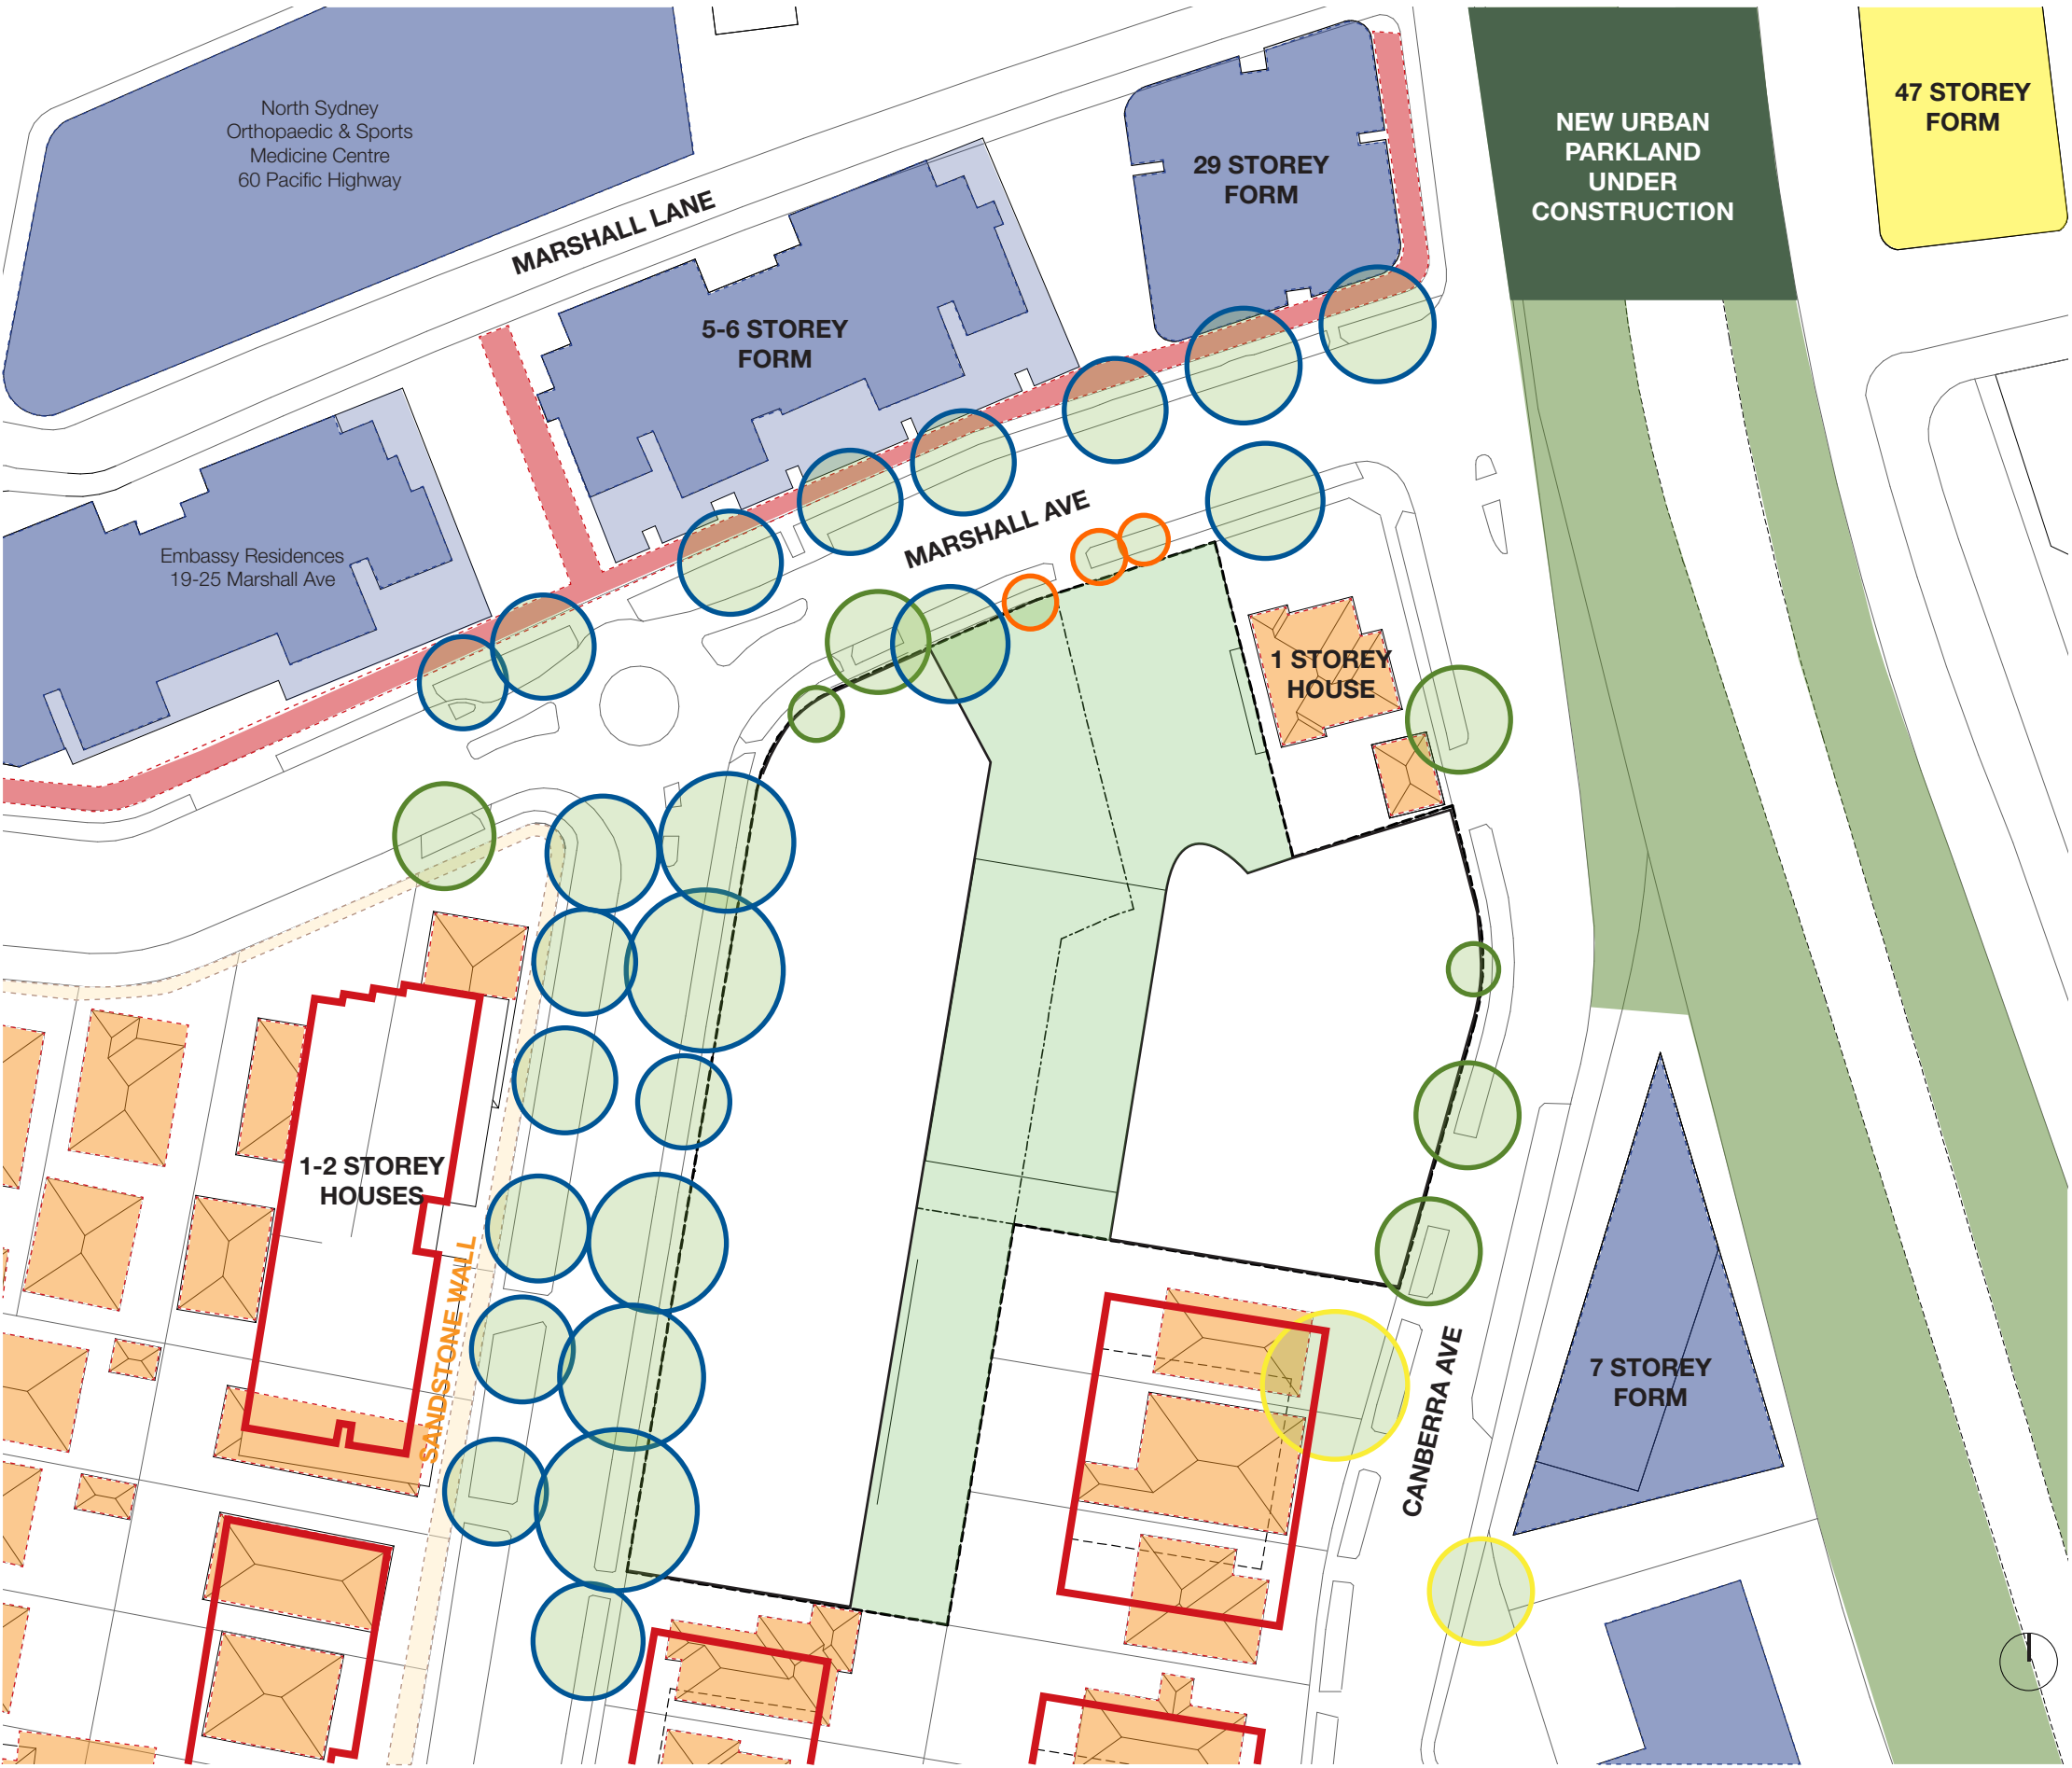 North Sydney
Orthopaedic & Sports
Medicine Centre
60 Pacific Highway
MARSHALL LANE
29 STOREY
FORM
NEW URBAN
PARKLAND
UNDER
CONSTRUCTION
47 STOREY
FORM
5-6 STOREY
FORM
Embassy Residences
19-25 Marshall Ave
MARSHALL AVE
1 STOREY
HOUSE
1-2 STOREY
HOUSES
SANDSTONE WALL
CANBERRA AVE
7 STOREY
FORM